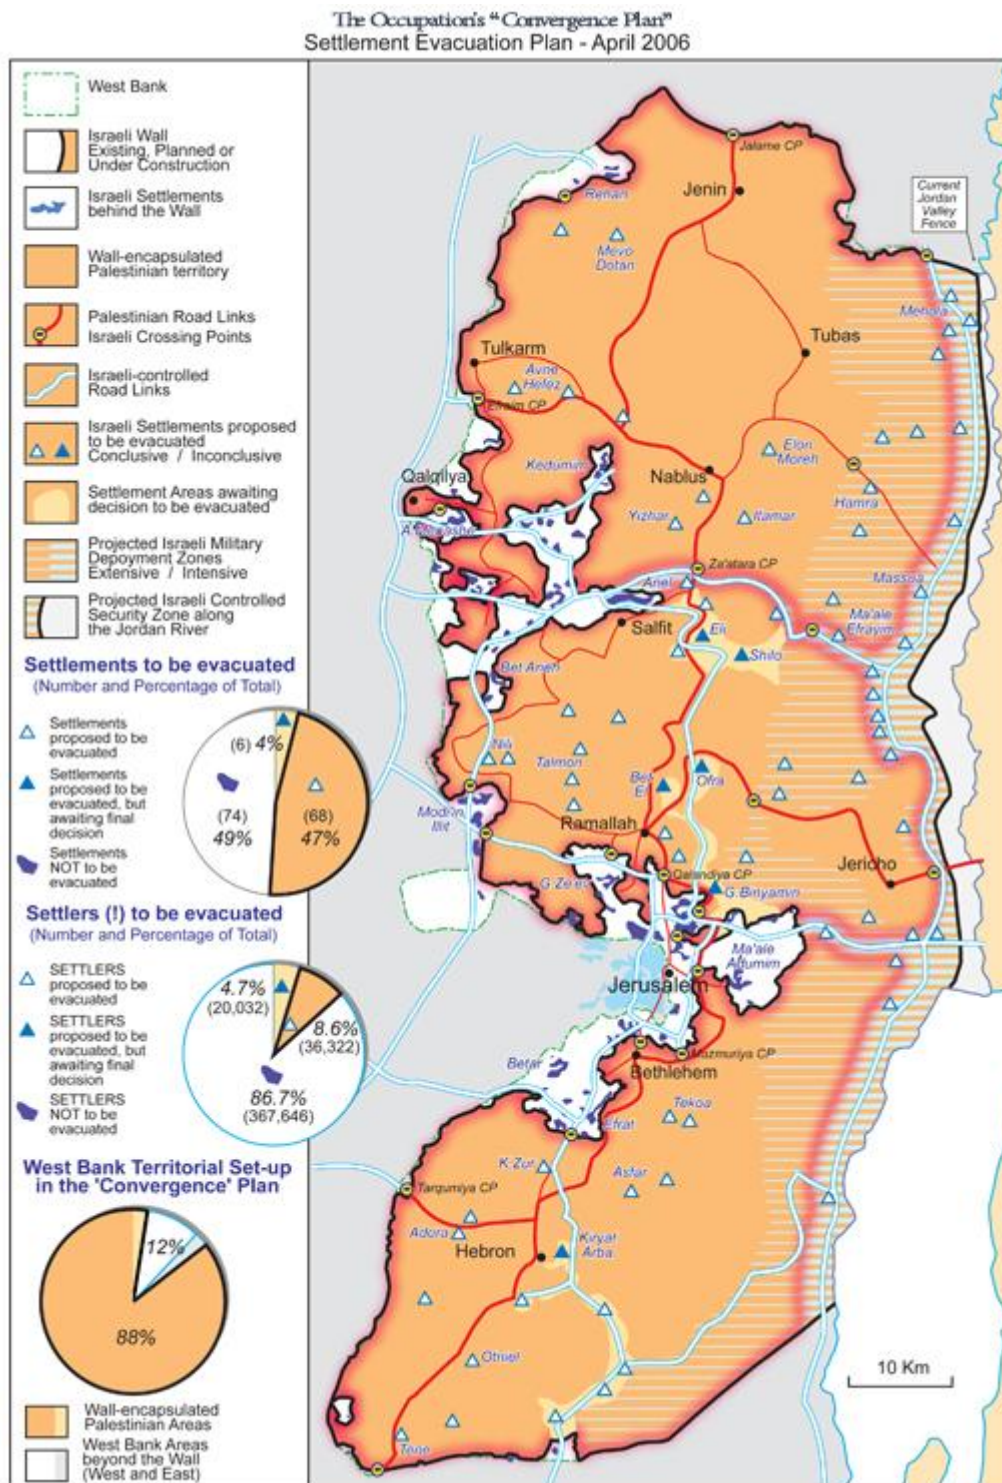 The Occupation's "Convergence Plan"
Settlement Evacuation Plan - April 2006
West Bank
Israeli Wall
Existing, Planned or
Under Construction
Israeli Settlements
behind the Wall
Wall-encapsulated
Palestinian territory
Palestinian Road Links
Israeli Crossing Points
Israeli-controlled
Road Links
Israeli Settlements proposed
to be evacuated
Conclusive / Inconclusive
Settlement Areas awaiting
decision to be evacuated
Projected Israeli Military
Depoyment Zones
Extensive / Intensive
Projected Israeli Controlled
Security Zone along
the Jordan River
Settlements to be evacuated
(Number and Percentage of Total)
Settlements
proposed to be
evacuated
Settlements
proposed to be
evacuated, but
awaiting final
decision
Settlements
NOT to be
evacuated
(6) 4%
(74)
49%
(68)
47%
Settlers (!) to be evacuated
(Number and Percentage of Total)
SETTLERS
proposed to be
evacuated
SETTLERS
proposed to be
evacuated, but
awaiting final
decision
SETTLERS
NOT to be
evacuated
4.7%
(20,032)
8.6%
(36,322)
86.7%
(367,646)
West Bank Territorial Set-up
in the 'Convergence' Plan
12%
88%
Wall-encapsulated
Palestinian Areas
West Bank Areas
beyond the Wall
(West and East)
Jalame CP
Jenin
Reihan
Current
Jordan
Valley
Fence
Mevo
Dotan
Mehola
Tubas
Tulkarm
Avne
Hefez
Efraim CP
Elon
Moreh
Kedumim
Nablus
Qalqilya
Hamra
Yizhar
Itamar
Za'atara CP
Ariel
Massua
Ma'ale
Efrayim
Salfit
Eli
Shilo
Bet Arieh
Nili
Talmon
Bet
El
Ofra
Modi'in
Illit
Ramallah
Jericho
Qalandiya CP
G.Ze'ev
G.Binyamin
Ma'ale
Adumim
Jerusalem
Mazmuriya CP
Betar
Bethlehem
Tekoa
Efrat
K.Zur
Asfar
Tarqumiya CP
Adora
Kiryat
Arba
Hebron
10 Km
Otniel
Tene